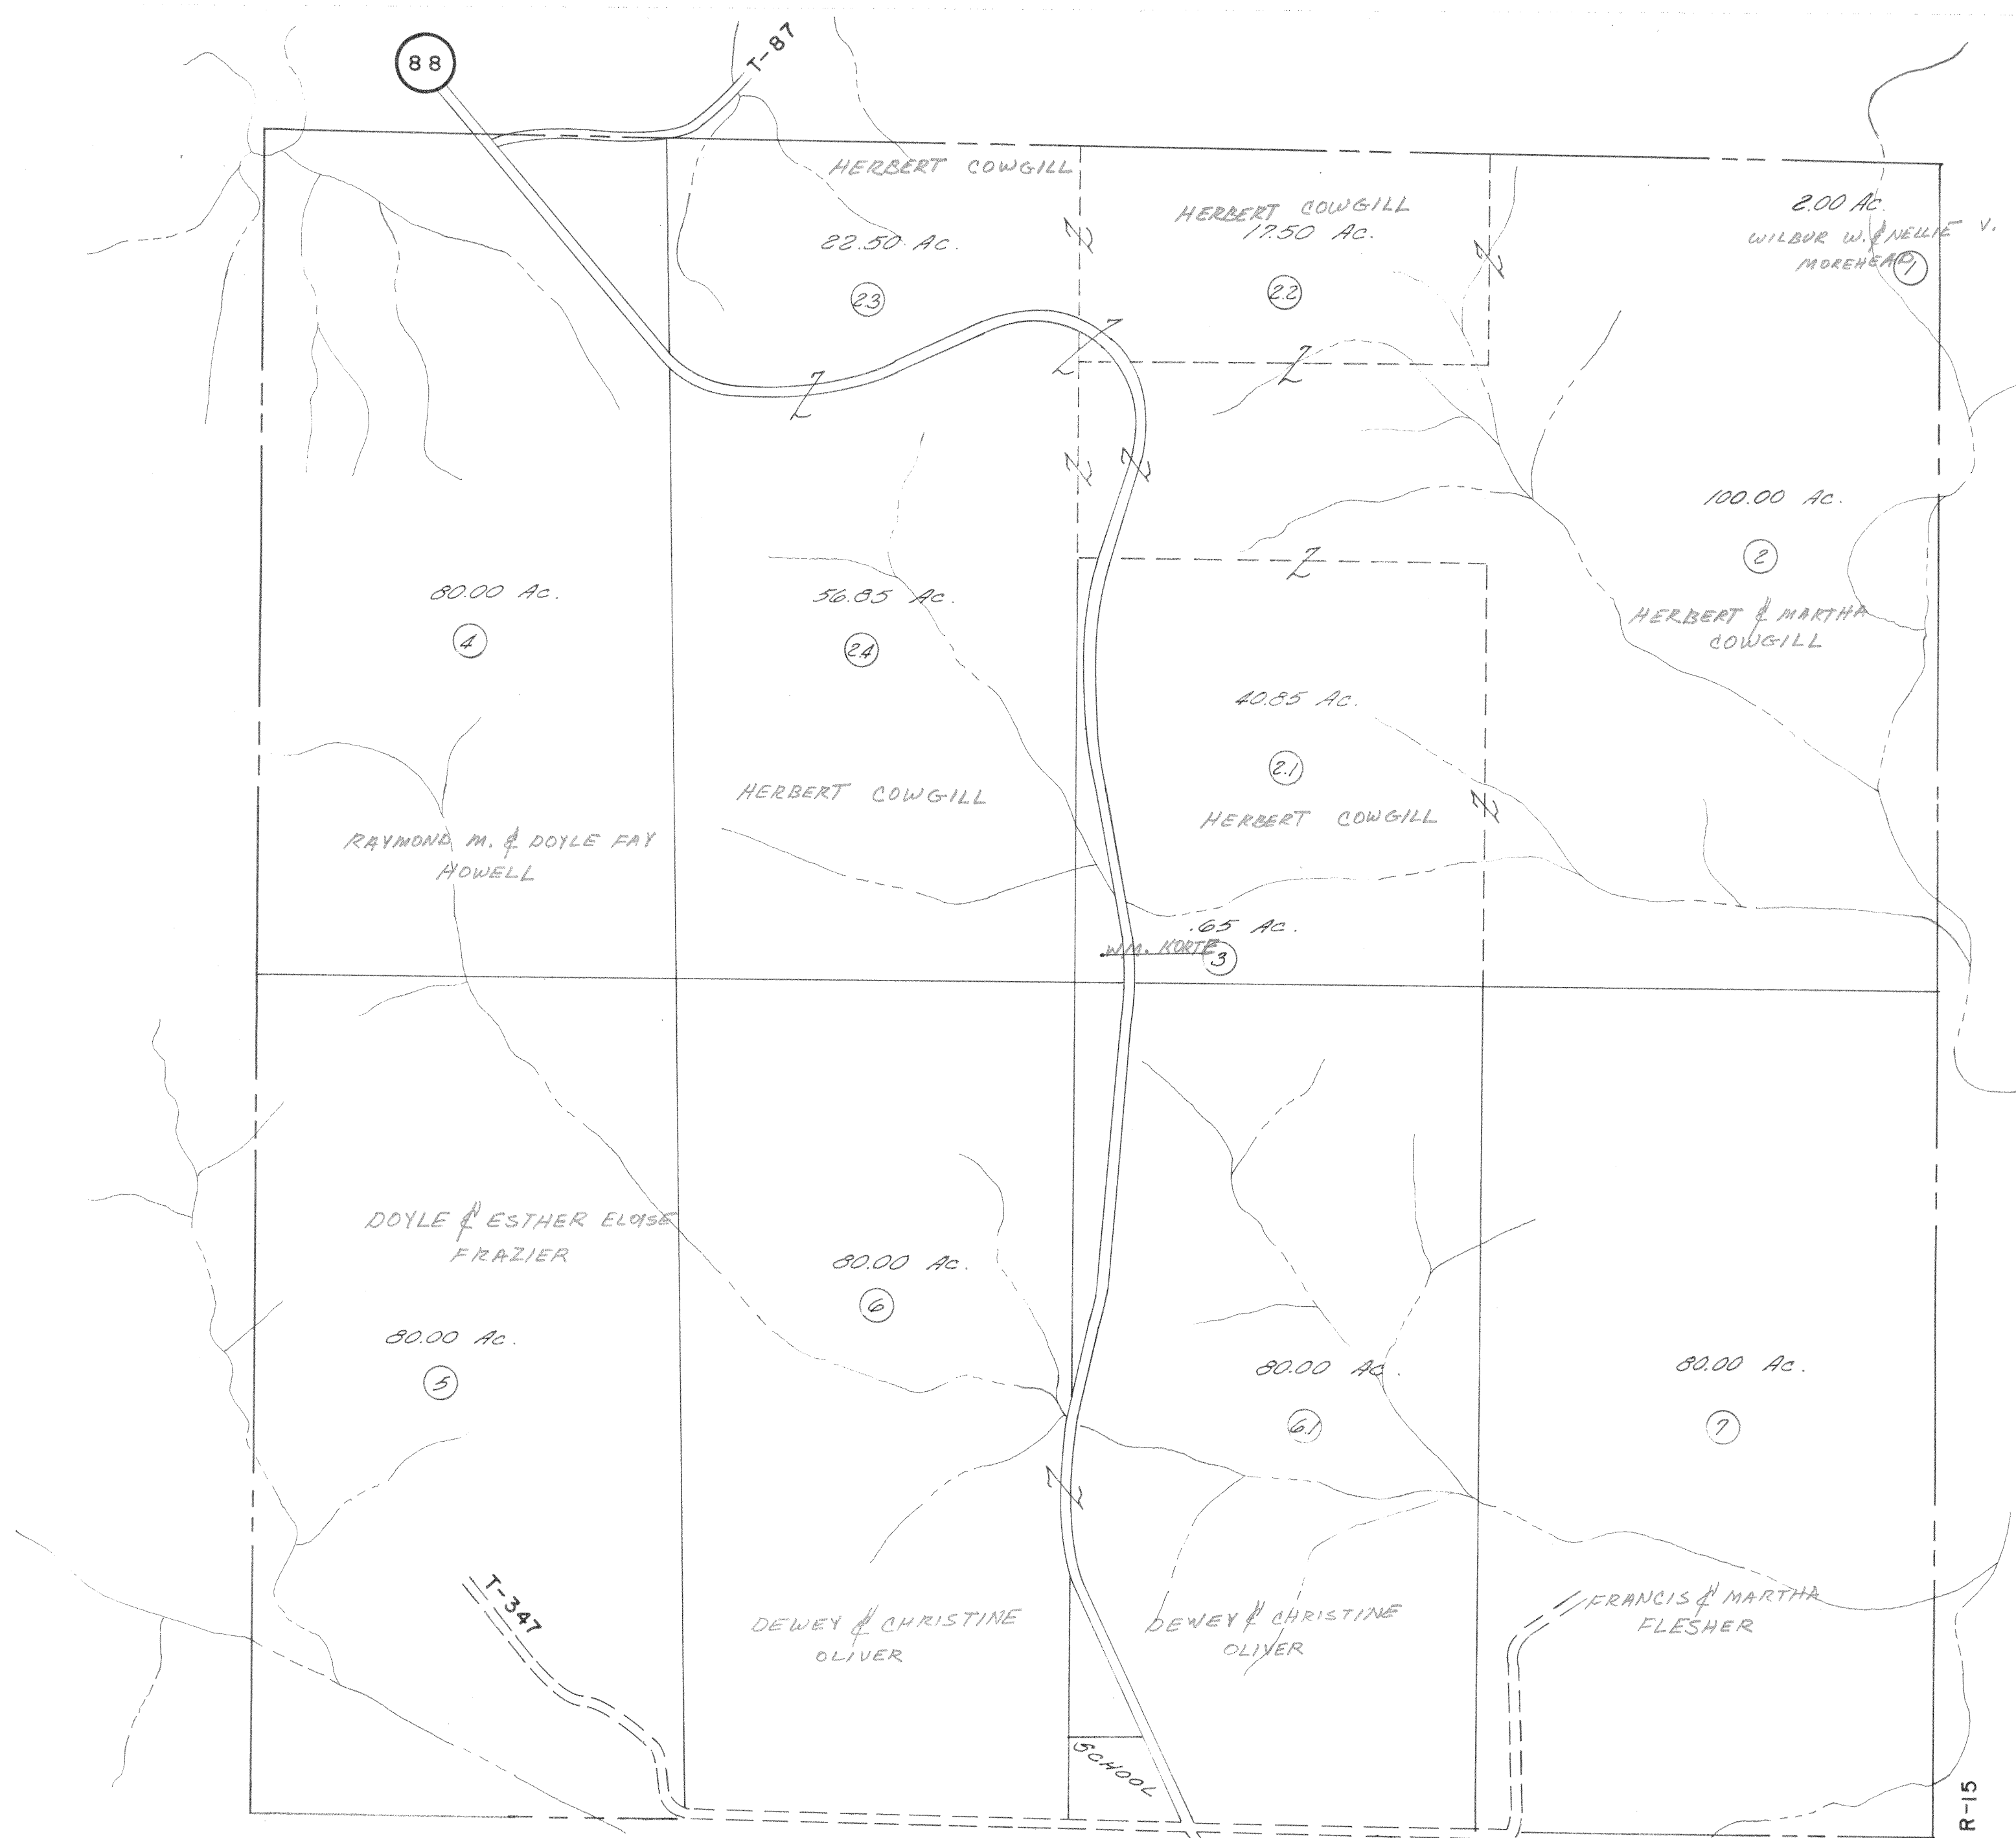 88
T-87
HERBERT COWGILL
22.50 Ac.
23
HERBERT COWGILL
17.50 Ac.
22
2.00 Ac.
WILBUR W. & NELLIE V.
MOREHEAD
1
100.00 Ac.
2
HERBERT & MARTHA
COWGILL
80.00 Ac.
4
RAYMOND M. & DOYLE FAY
HOWELL
56.85 Ac.
2.4
HERBERT COWGILL
40.85 Ac.
2.1
HERBERT COWGILL
.65 Ac.
WM. KORTE
3
DOYLE & ESTHER ELOISE
FRAZIER
80.00 Ac.
5
80.00 Ac.
6
DEWEY & CHRISTINE
OLIVER
80.00 Ac.
6.1
DEWEY & CHRISTINE
OLIVER
80.00 Ac.
7
FRANCIS & MARTHA
FLESHER
T-347
SCHOOL
R-15